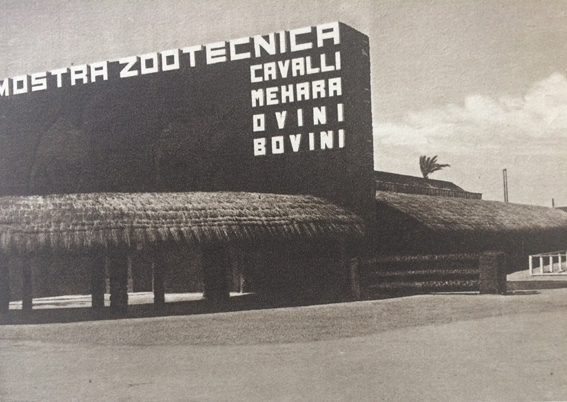 MOSTRA ZOOTECNICA
CAVALLI
MEHARA
OVINI
BOVINI